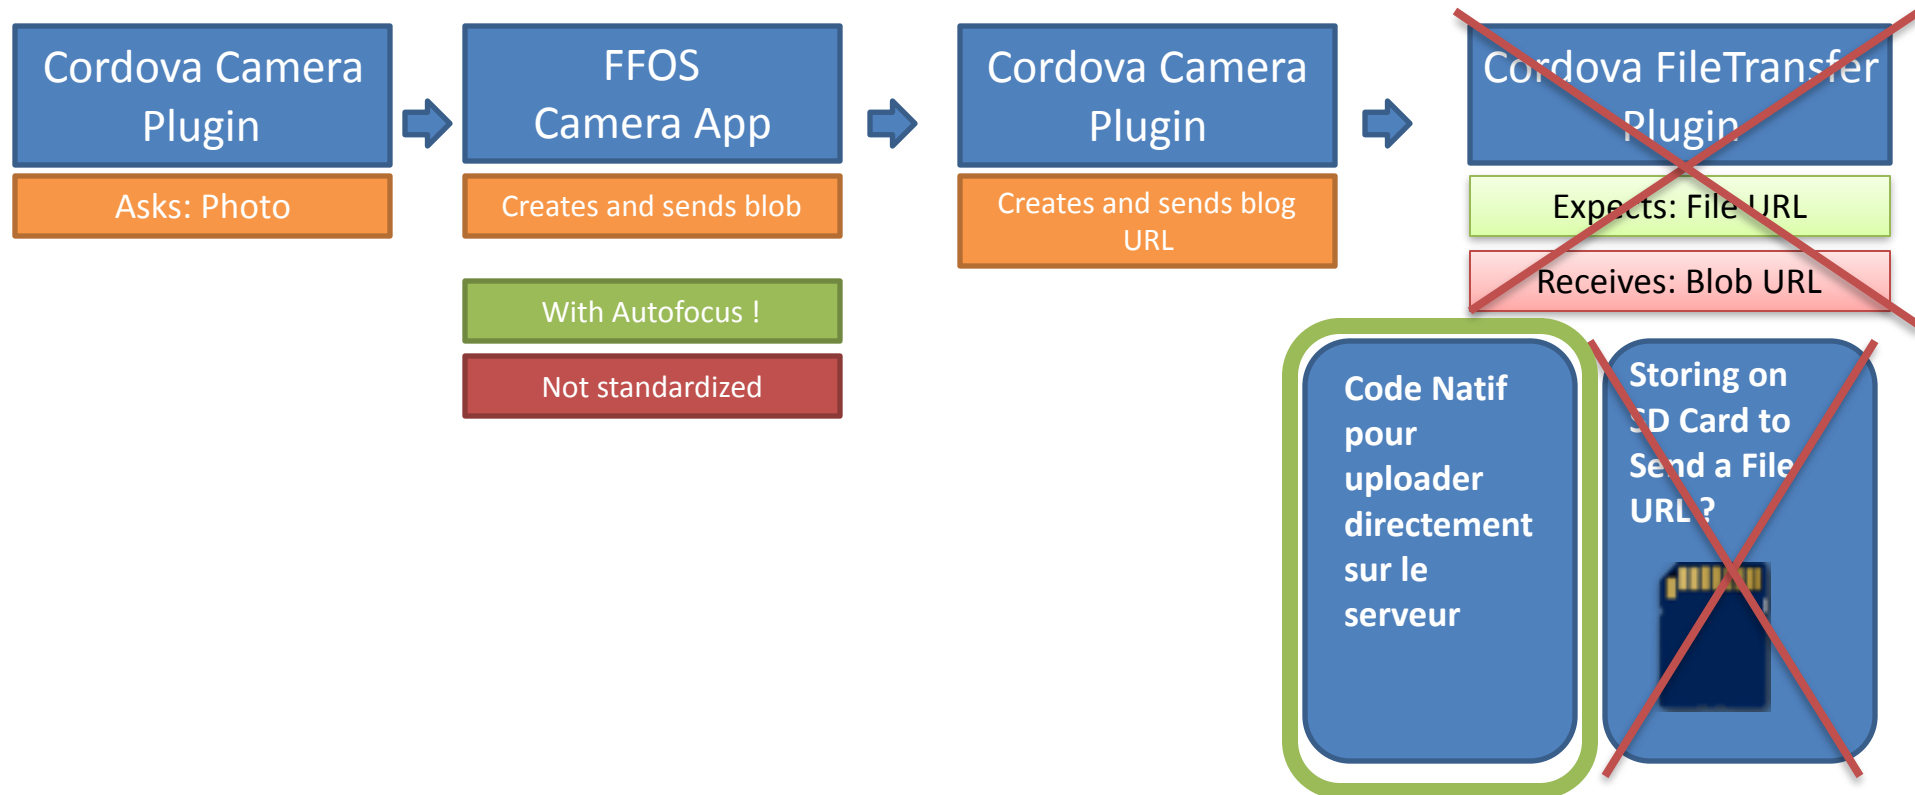 Cordova Camera
Plugin
Asks: Photo
FFOS
Camera App
Creates and sends blob
With Autofocus !
Not standardized
Cordova Camera
Plugin
Creates and sends blog
URL
Cordova FileTransfer
Plugin
Expects: File URL
Receives: Blob URL
Code Natif
pour
uploader
directement
sur le
serveur
Storing on
SD Card to
Send a File
URL ?